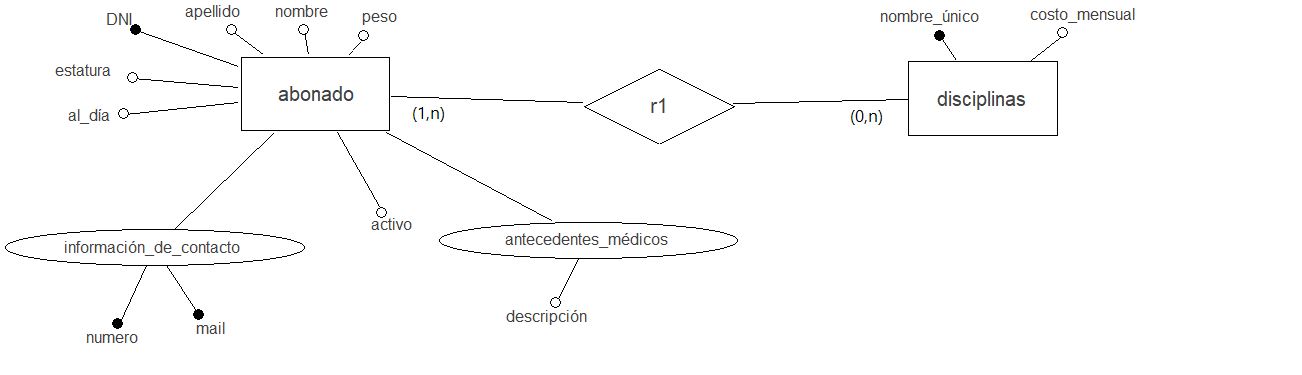 DNI
apellido
nombre
peso
nombre_único
costo_mensual
estatura
abonado
r1
disciplinas
al_día
(1,n)
(0,n)
activo
información_de_contacto
antecedentes_médicos
numero
mail
descripción